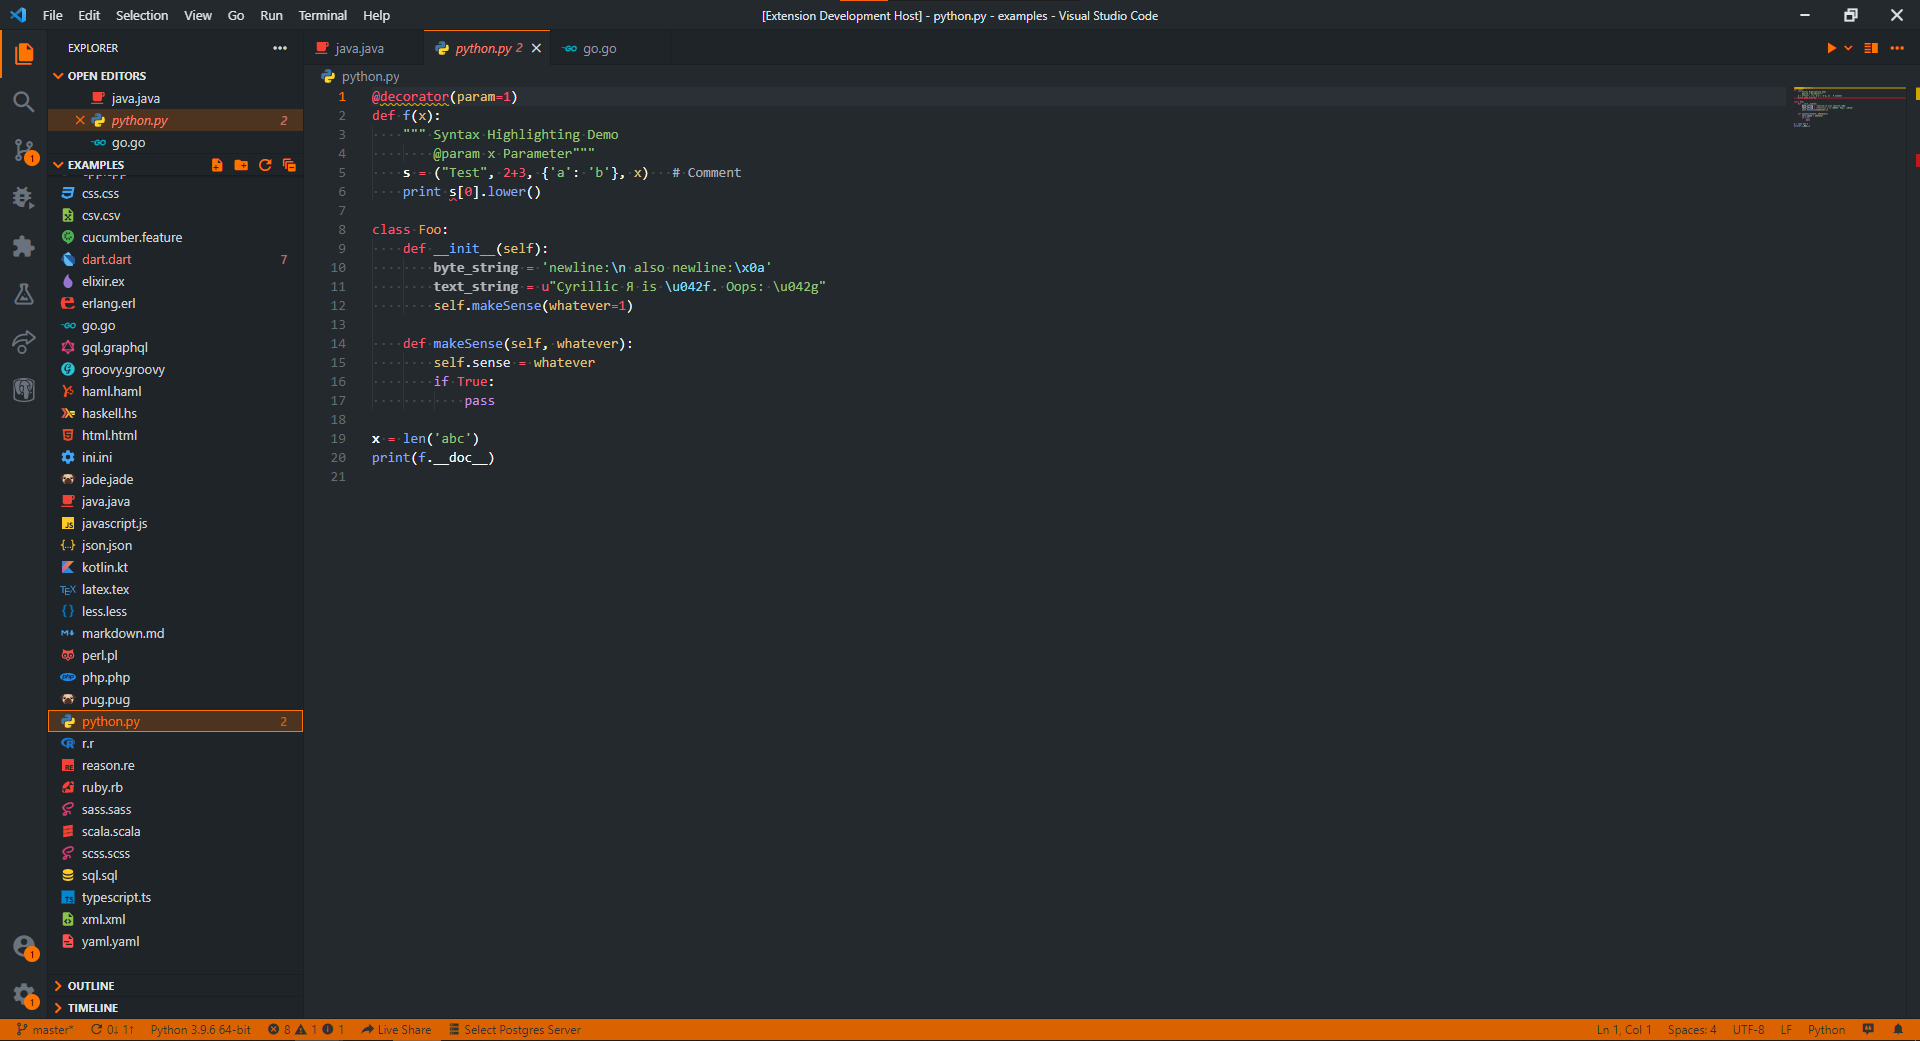 File Edit Selection View Go Run Terminal Help
[Extension Development Host] - python.py - examples - Visual Studio Code
EXPLORER
OPEN EDITORS
java.java
python.py 2
go.go
EXAMPLES
css.css
csv.csv
cucumber.feature
dart.dart 7
elixir.ex
erlang.erl
go.go
gql.graphql
groovy.groovy
haml.haml
haskell.hs
html.html
ini.ini
jade.jade
java.java
javascript.js
json.json
kotlin.kt
latex.tex
less.less
markdown.md
perl.pl
php.php
pug.pug
python.py 2
r.r
reason.re
ruby.rb
sass.sass
scala.scala
scss.scss
sql.sql
typescript.ts
xml.xml
yaml.yaml
OUTLINE
TIMELINE
1
1
1
java.java
python.py 2
go.go
python.py
1 @decorator(param=1)
2 def f(x):
3 """ Syntax Highlighting Demo
4 @param x Parameter"""
5 s = ("Test", 2+3, {'a': 'b'}, x) # Comment
6 print s[0].lower()
7
8 class Foo:
9 def __init__(self):
10 byte_string = 'newline:\n also newline:\x0a'
11 text_string = u"Cyrillic Я is \u042f. Oops: \u042g"
12 self.makeSense(whatever=1)
13
14 def makeSense(self, whatever):
15 self.sense = whatever
16 if True:
17 pass
18
19 x = len('abc')
20 print(f.__doc__)
21
master* 0↓ 1↑ Python 3.9.6 64-bit 8 1 1 Live Share Select Postgres Server
Ln 1, Col 1 Spaces: 4 UTF-8 LF Python